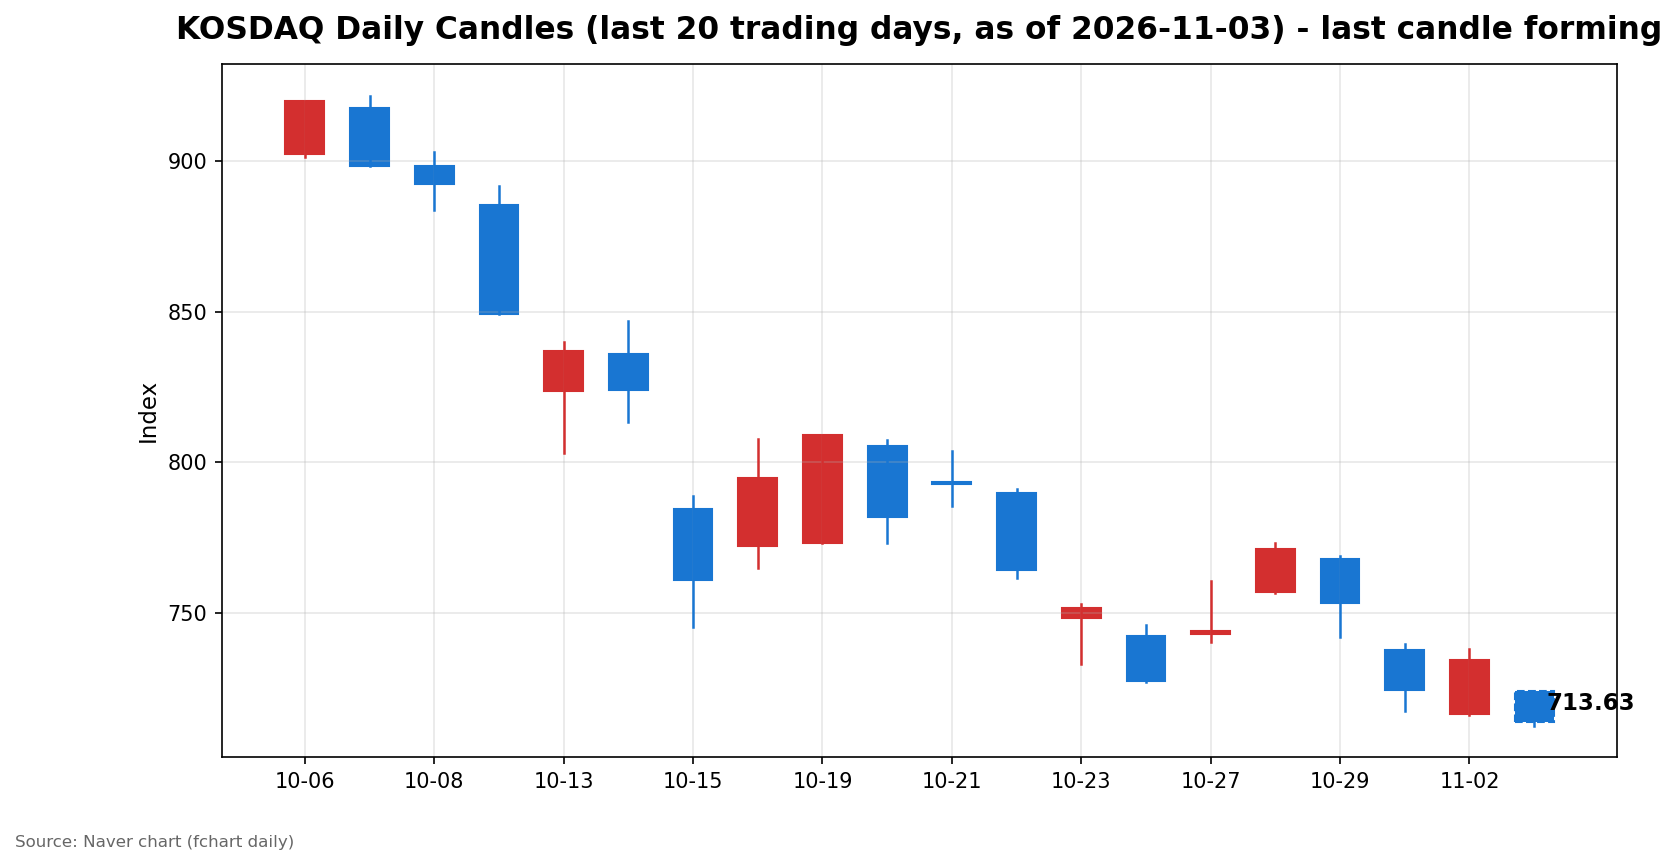 KOSDAQ Daily Candles (last 20 trading days, as of 2026-11-03) - last candle forming
Index
900
850
800
750
713.63
10-06 10-08 10-13 10-15 10-19 10-21 10-23 10-27 10-29 11-02
Source: Naver chart (fchart daily)